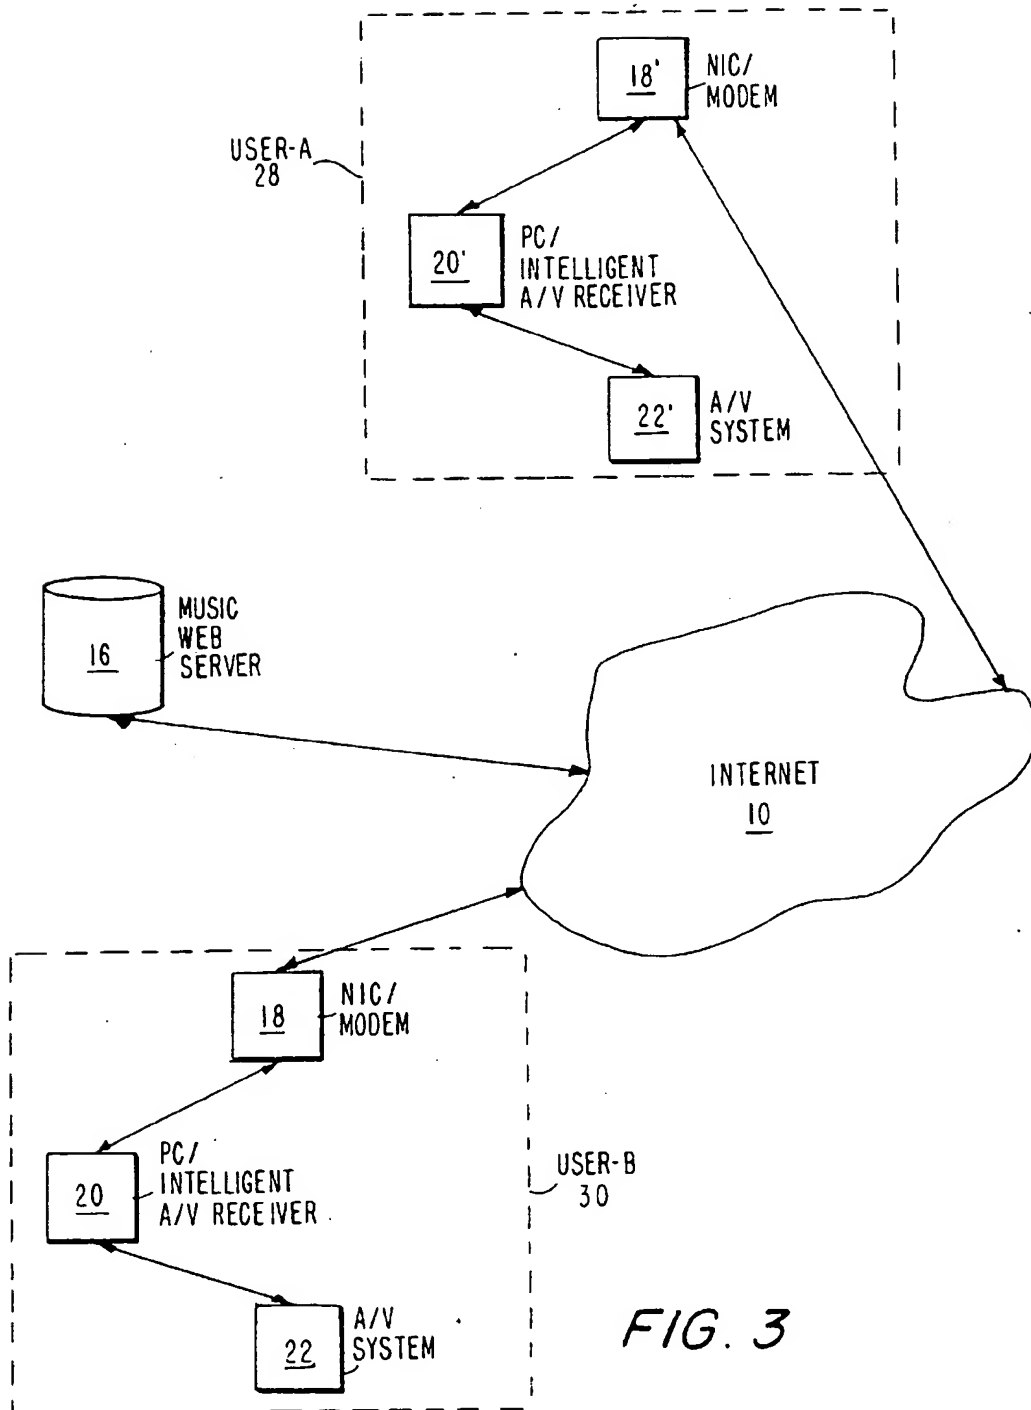 18'
NIC/
MODEM
USER-A
28
20'
PC/
INTELLIGENT
A/V RECEIVER
22'
A/V
SYSTEM
16
MUSIC
WEB
SERVER
INTERNET
10
18
NIC/
MODEM
20
PC/
INTELLIGENT
A/V RECEIVER
USER-B
30
22
A/V
SYSTEM
FIG. 3